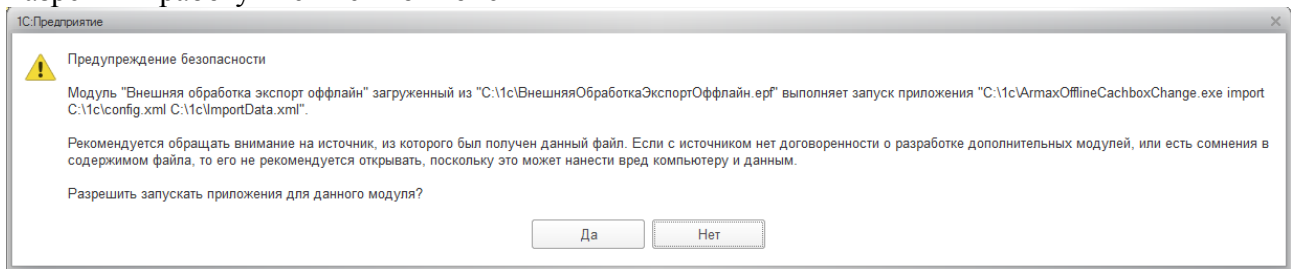 1С:Предприятие
Предупреждение безопасности
Модуль "Внешняя обработка экспорт оффлайн" загруженный из "C:\1c\ВнешняяОбработкаЭкспортОффлайн.epf" выполняет запуск приложения "C:\1c\ArmaxOfflineCachboxChange.exe import
C:\1c\config.xml C:\1c\ImportData.xml".
Рекомендуется обращать внимание на источник, из которого был получен данный файл. Если с источником нет договоренности о разработке дополнительных модулей, или есть сомнения в
содержимом файла, то его не рекомендуется открывать, поскольку это может нанести вред компьютеру и данным.
Разрешить запускать приложения для данного модуля?
Да Нет